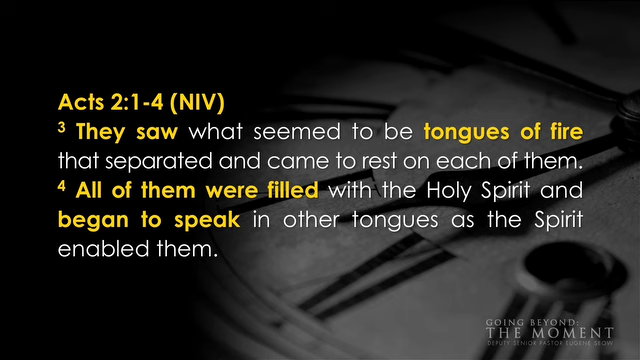 Acts 2:1-4 (NIV)
³ They saw what seemed to be tongues of fire
that separated and came to rest on each of them.
⁴ All of them were filled with the Holy Spirit and
began to speak in other tongues as the Spirit
enabled them.
GOING BEYOND:
THE MOMENT
DEPUTY SENIOR PASTOR EUGENE SEOW